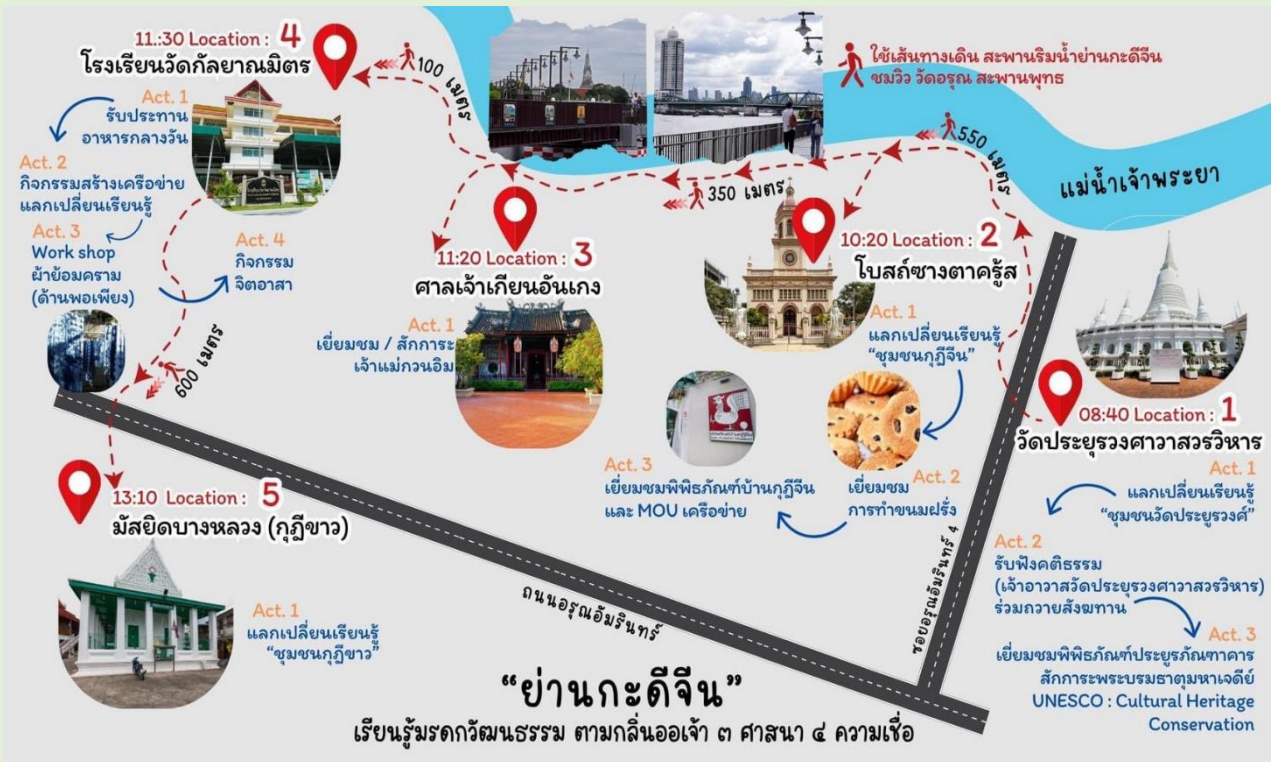 11:30 Location : 4
โรงเรียนวัดกัลยาณมิตร
Act. 1
รับประทาน
อาหารกลางวัน
Act. 2
กิจกรรมสร้างเครือข่าย
แลกเปลี่ยนเรียนรู้
Act. 3
Work shop
ผ้าย้อมคราม
(ด้านพอเพียง)
Act. 4
กิจกรรม
จิตอาสา
100 เมตร
600 เมตร
ใช้เส้นทางเดิน สะพานริมน้ำย่านกะดีจีน
ชมวิว วัดอรุณ สะพานพุทธ
550 เมตร
350 เมตร
แม่น้ำเจ้าพระยา
11:20 Location : 3
ศาลเจ้าเกียนอันเกง
Act. 1
เยี่ยมชม / สักการะ
เจ้าแม่กวนอิม
10:20 Location : 2
โบสถ์ซางตาครู้ส
Act. 1
แลกเปลี่ยนเรียนรู้
“ชุมชนกุฎีจีน”
Act. 2
เยี่ยมชม
การทำขนมฝรั่ง
Act. 3
เยี่ยมชมพิพิธภัณฑ์บ้านกุฎีจีน
และ MOU เครือข่าย
08:40 Location : 1
วัดประยุรวงศาวาสวรวิหาร
Act. 1
แลกเปลี่ยนเรียนรู้
“ชุมชนวัดประยูรวงศ์”
Act. 2
รับฟังคติธรรม
(เจ้าอาวาสวัดประยูรวงศาวาสวรวิหาร)
ร่วมถวายสังฆทาน
Act. 3
เยี่ยมชมพิพิธภัณฑ์ประยูรภัณฑาคาร
สักการะพระบรมธาตุมหาเจดีย์
UNESCO : Cultural Heritage
Conservation
13:10 Location : 5
มัสยิดบางหลวง (กุฎีขาว)
Act. 1
แลกเปลี่ยนเรียนรู้
“ชุมชนกุฎีขาว”
ถนนอรุณอัมรินทร์
ซอยอรุณอัมรินทร์ 4
“ย่านกะดีจีน”
เรียนรู้มรดกวัฒนธรรม ตามกลิ่นออเจ้า ๓ ศาสนา ๔ ความเชื่อ